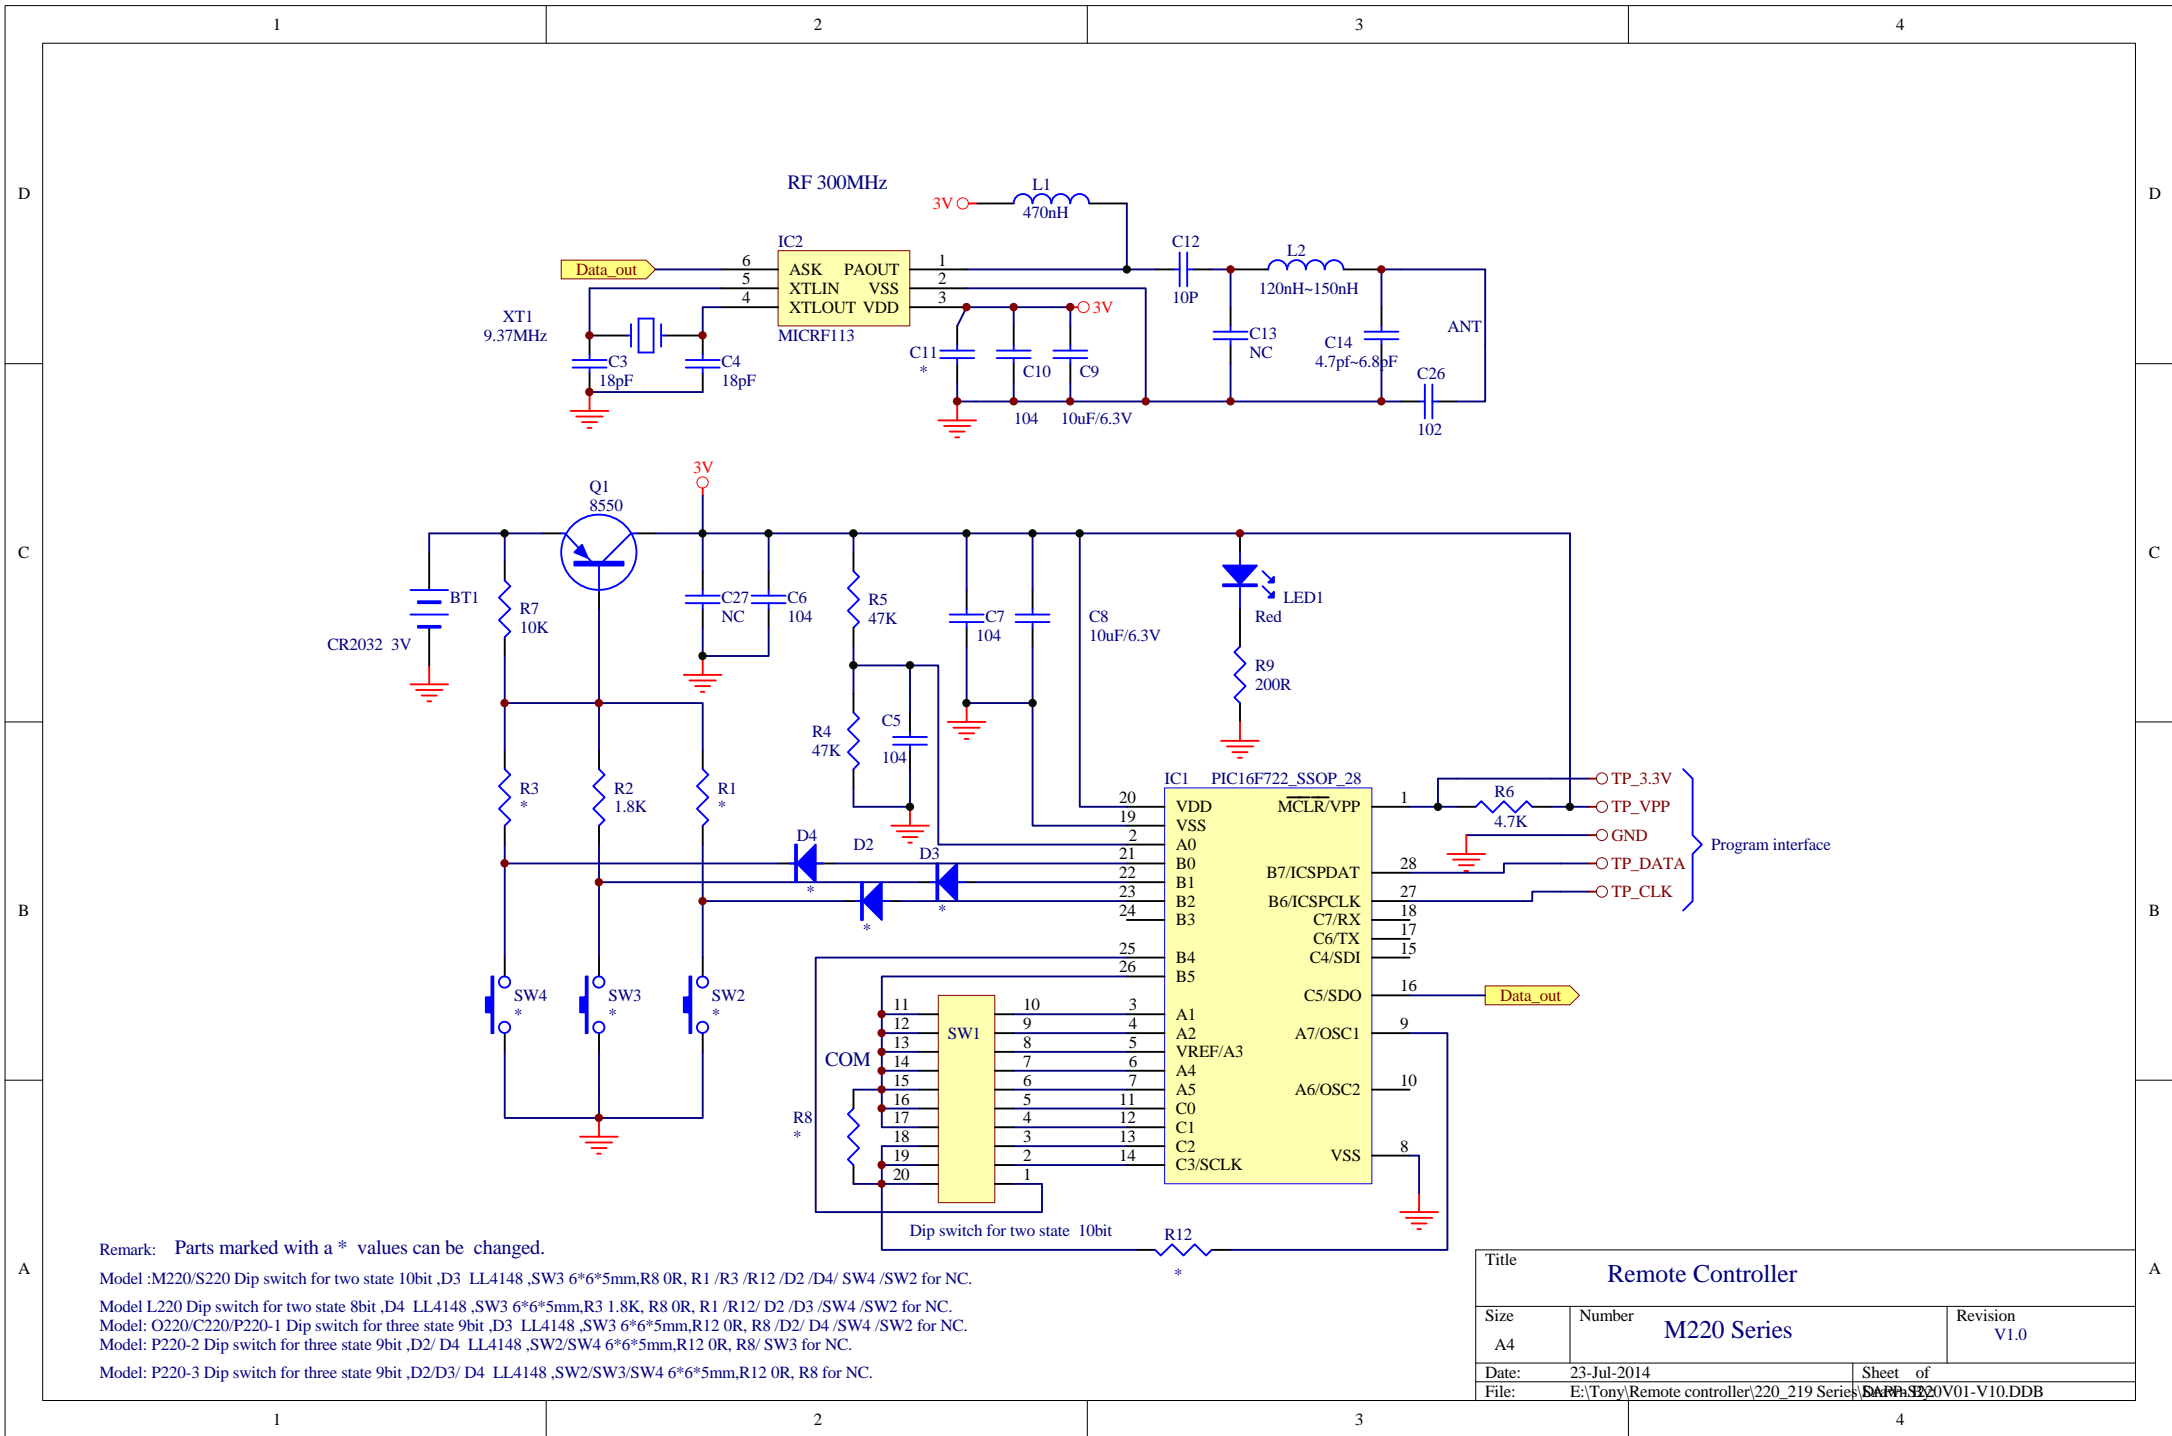 1 2 3 4
D D
C C
B B
A A
RF 300MHz
3V
L1
470nH
IC2
Data_out
6 ASK PAOUT 1
5 XTLIN VSS 2
4 XTLOUT VDD 3
MICRF113
3V
XT1
9.37MHz
C3
18pF
C4
18pF
C11
*
C10
104
C9
10uF/6.3V
C12
10P
L2
120nH~150nH
C13
NC
C14
4.7pf~6.8pF
ANT
C26
102
3V
Q1
8550
BT1
CR2032 3V
R7
10K
C27
NC
C6
104
R5
47K
R4
47K
C5
104
C7
104
C8
10uF/6.3V
LED1
Red
R9
200R
R3
*
R2
1.8K
R1
*
D4
*
D2
*
D3
*
SW4
*
SW3
*
SW2
*
IC1 PIC16F722_SSOP_28
20 VDD
19 VSS
2 A0
21 B0
22 B1
23 B2
24 B3
25 B4
26 B5
3 A1
4 A2
5 VREF/A3
6 A4
7 A5
11 C0
12 C1
13 C2
14 C3/SCLK
MCLR/VPP 1
B7/ICSPDAT 28
B6/ICSPCLK 27
C7/RX 18
C6/TX 17
C4/SDI 15
C5/SDO 16
A7/OSC1 9
A6/OSC2 10
VSS 8
Data_out
R6
4.7K
TP_3.3V
TP_VPP
GND
TP_DATA
TP_CLK
Program interface
COM
SW1
11 10
12 9
13 8
14 7
15 6
16 5
17 4
18 3
19 2
20 1
R8
*
Dip switch for two state 10bit
R12
*
Remark: Parts marked with a * values can be changed.
Model :M220/S220 Dip switch for two state 10bit ,D3 LL4148 ,SW3 6*6*5mm,R8 0R, R1 /R3 /R12 /D2 /D4/ SW4 /SW2 for NC.
Model L220 Dip switch for two state 8bit ,D4 LL4148 ,SW3 6*6*5mm,R3 1.8K, R8 0R, R1 /R12/ D2 /D3 /SW4 /SW2 for NC.
Model: O220/C220/P220-1 Dip switch for three state 9bit ,D3 LL4148 ,SW3 6*6*5mm,R12 0R, R8 /D2/ D4 /SW4 /SW2 for NC.
Model: P220-2 Dip switch for three state 9bit ,D2/ D4 LL4148 ,SW2/SW4 6*6*5mm,R12 0R, R8/ SW3 for NC.
Model: P220-3 Dip switch for three state 9bit ,D2/D3/ D4 LL4148 ,SW2/SW3/SW4 6*6*5mm,R12 0R, R8 for NC.
Title
Remote Controller
Size Number Revision
A4 M220 Series V1.0
Date: 23-Jul-2014 Sheet of
File: E:\Tony\Remote controller\220_219 Series
1 2 3 4